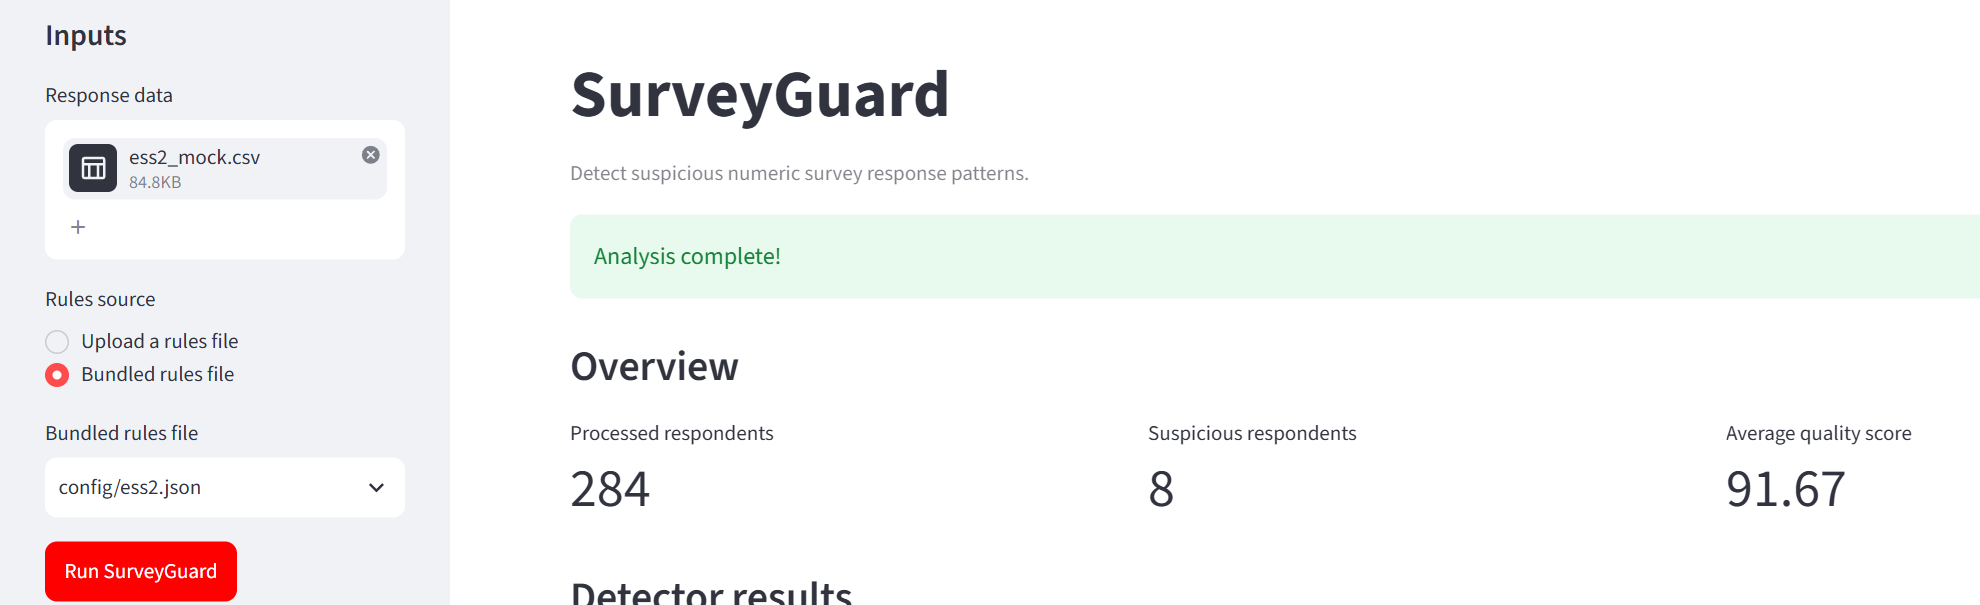 Inputs
Response data
ess2_mock.csv
84.8KB
Rules source
Upload a rules file
Bundled rules file
Bundled rules file
config/ess2.json
Run SurveyGuard
SurveyGuard
Detect suspicious numeric survey response patterns.
Analysis complete!
Overview
Processed respondents
284
Suspicious respondents
8
Average quality score
91.67
Detector results